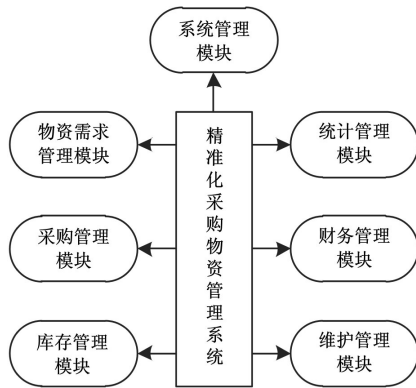 系统管理
模块
物资需求
管理模块
采购管理
模块
库存管理
模块
精准化采购物资管理系统
统计管理
模块
财务管理
模块
维护管理
模块